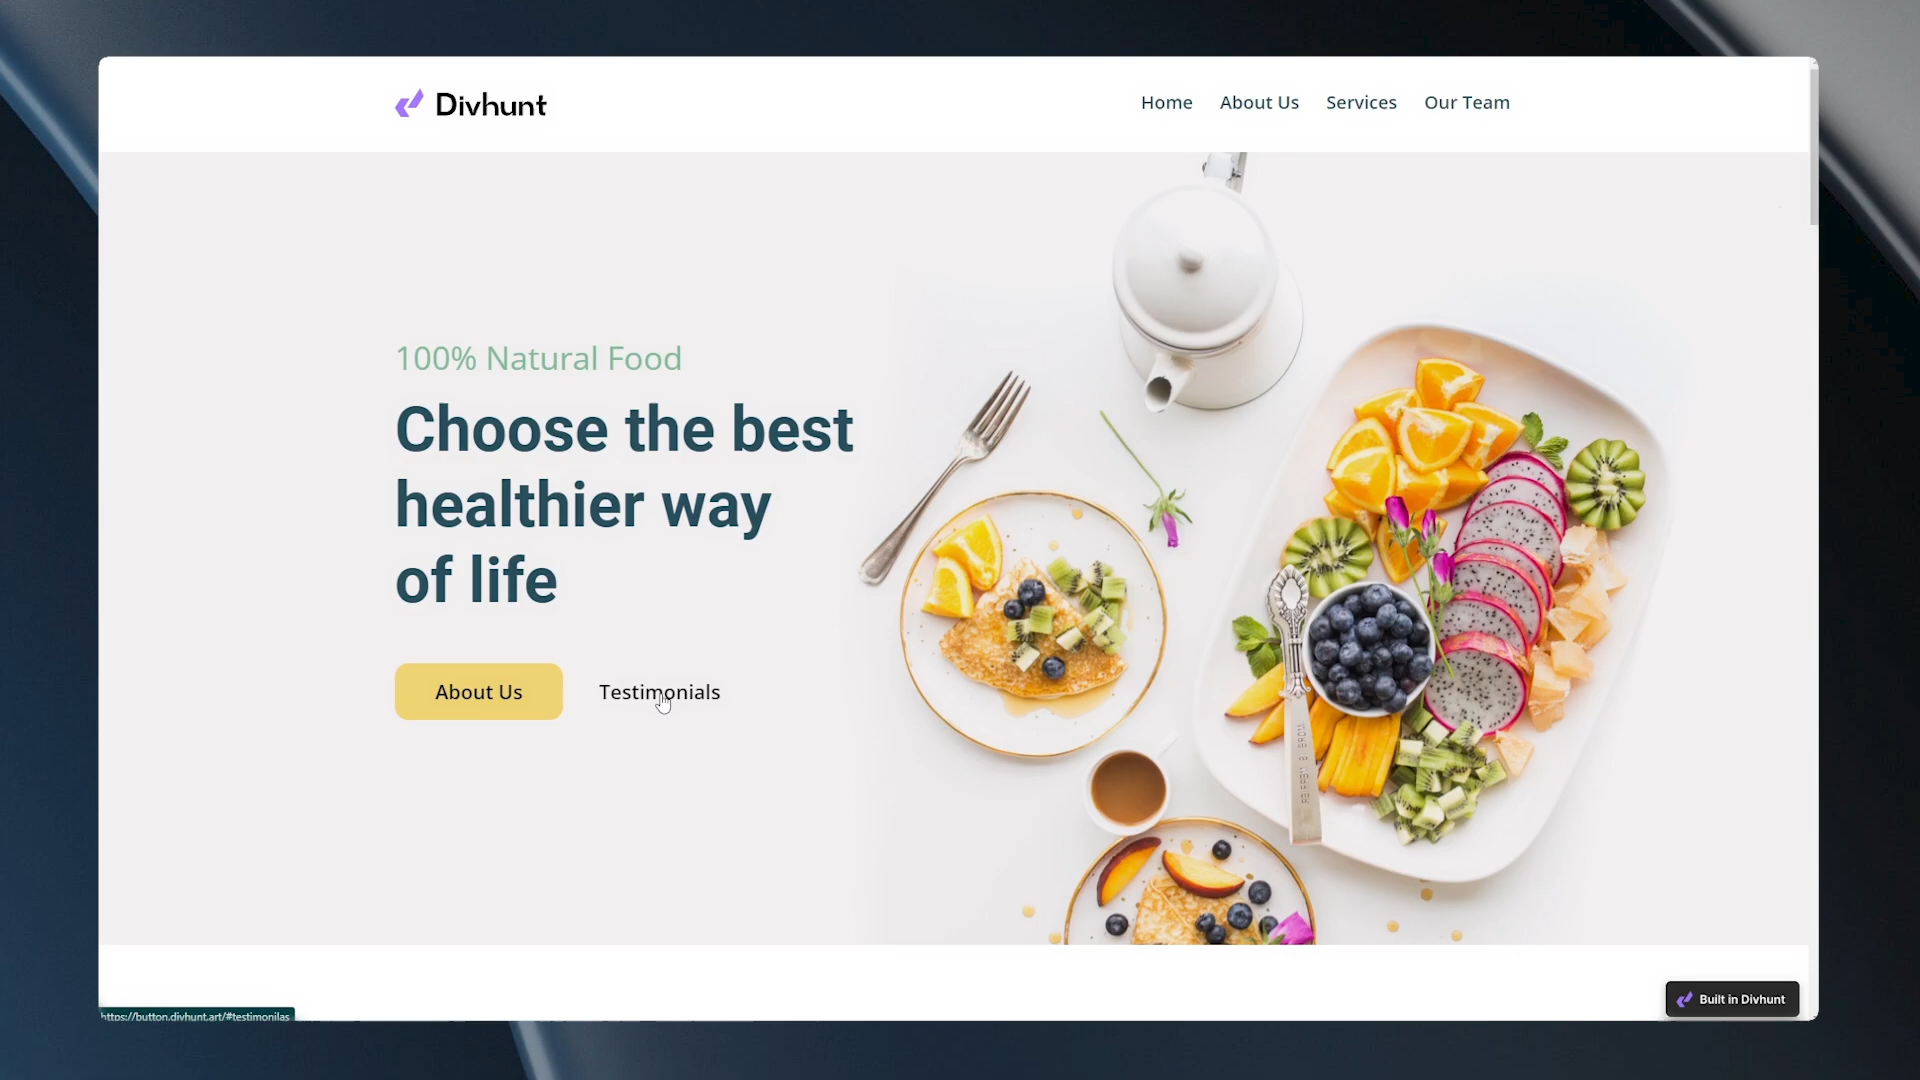 Divhunt
Home About Us Services Our Team
100% Natural Food
Choose the best
healthier way
of life
About Us Testimonials
Built in Divhunt
https://button.divhunt.art/#testimonilas